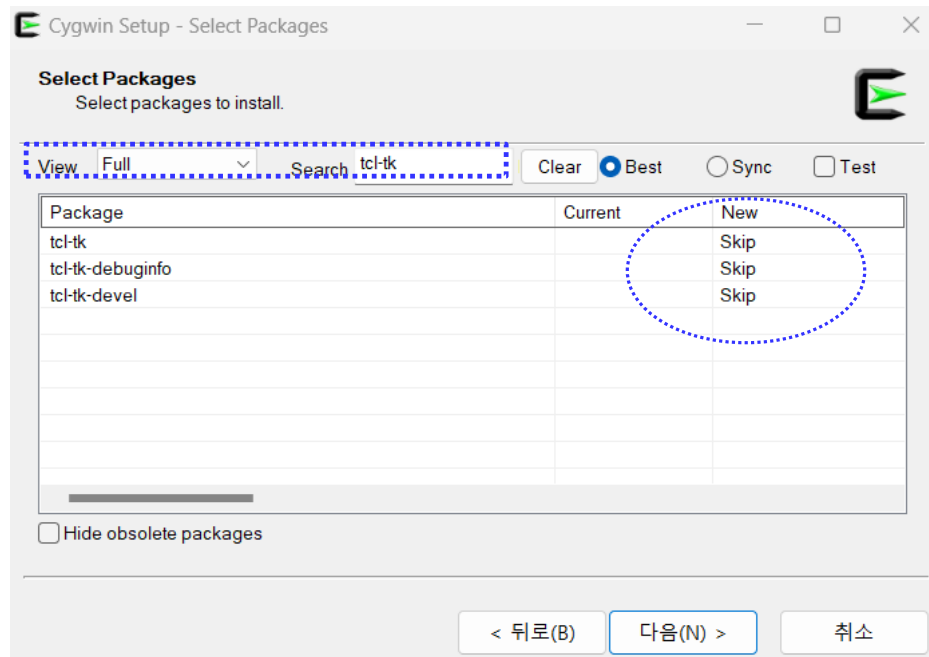 Cygwin Setup - Select Packages
Select Packages
Select packages to install.
View Full Search tcl-tk Clear Best Sync Test
Package Current New
tcl-tk Skip
tcl-tk-debuginfo Skip
tcl-tk-devel Skip
Hide obsolete packages
< 뒤로(B) 다음(N) > 취소